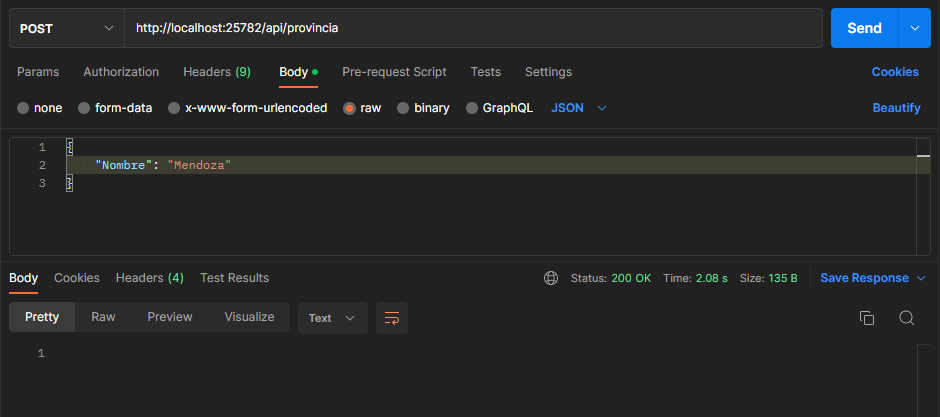 POST http://localhost:25782/api/provincia Send
Params Authorization Headers (9) Body Pre-request Script Tests Settings Cookies
none form-data x-www-form-urlencoded raw binary GraphQL JSON Beautify
1 {
2 "Nombre": "Mendoza"
3 }
Body Cookies Headers (4) Test Results Status: 200 OK Time: 2.08 s Size: 135 B Save Response
Pretty Raw Preview Visualize Text
1